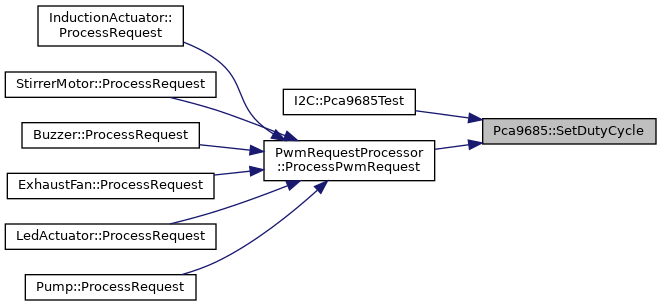 InductionActuator::
ProcessRequest
StirrerMotor::ProcessRequest
Buzzer::ProcessRequest
ExhaustFan::ProcessRequest
LedActuator::ProcessRequest
Pump::ProcessRequest
I2C::Pca9685Test
PwmRequestProcessor
::ProcessPwmRequest
Pca9685::SetDutyCycle